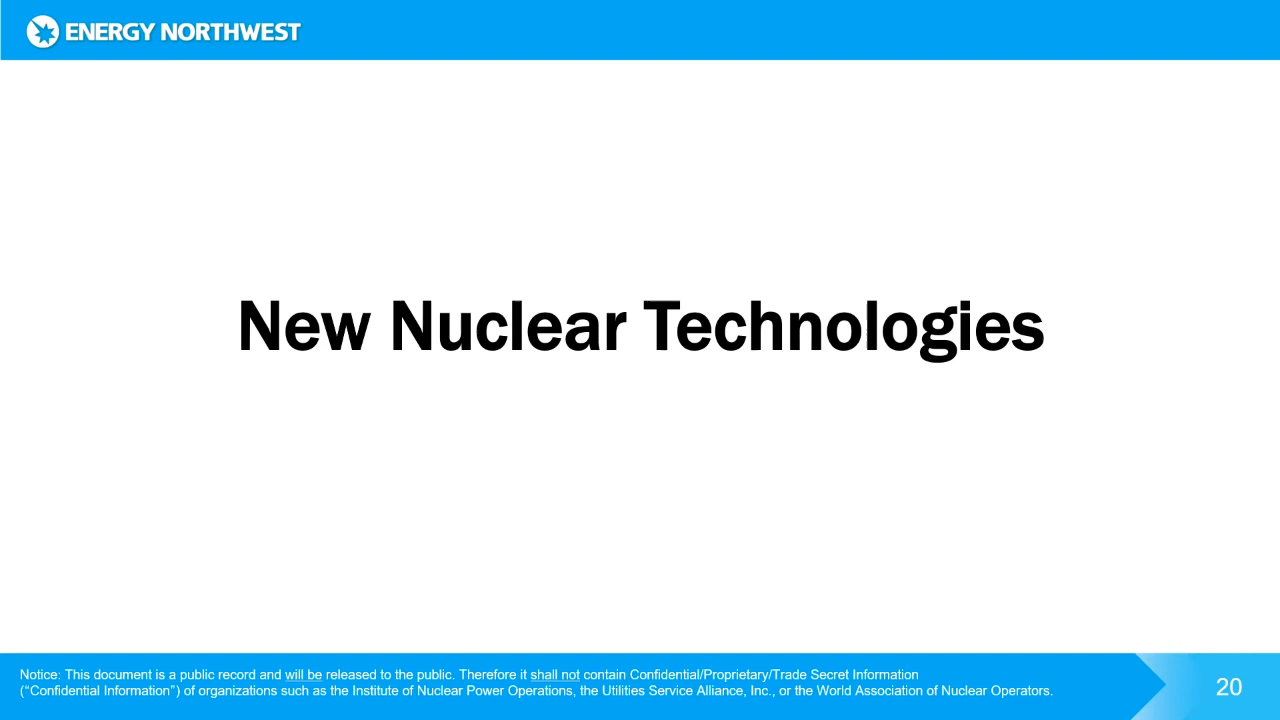 ENERGY NORTHWEST
New Nuclear Technologies
Notice: This document is a public record and will be released to the public. Therefore it shall not contain Confidential/Proprietary/Trade Secret Information
(“Confidential Information”) of organizations such as the Institute of Nuclear Power Operations, the Utilities Service Alliance, Inc., or the World Association of Nuclear Operators.
20